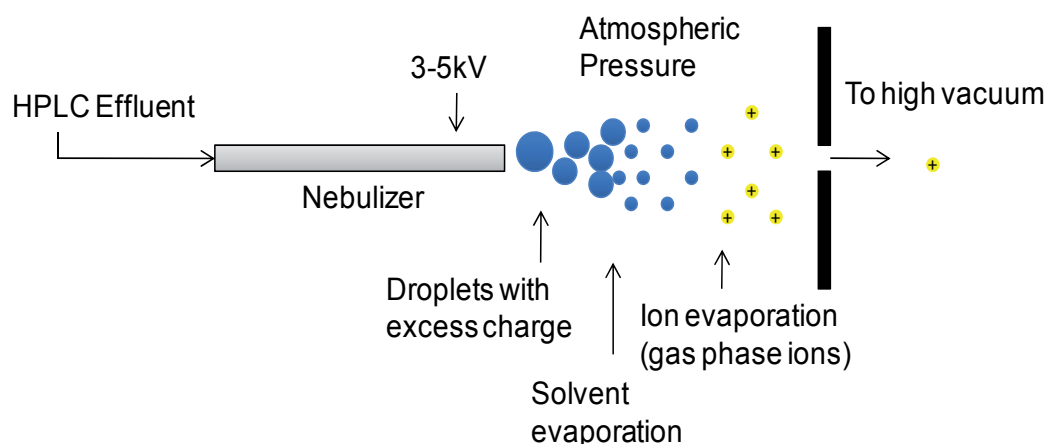 Atmospheric
Pressure
3-5kV
To high vacuum
HPLC Effluent
Nebulizer
Droplets with
excess charge
Ion evaporation
(gas phase ions)
Solvent
evaporation
+
+
+
+
+
+
+